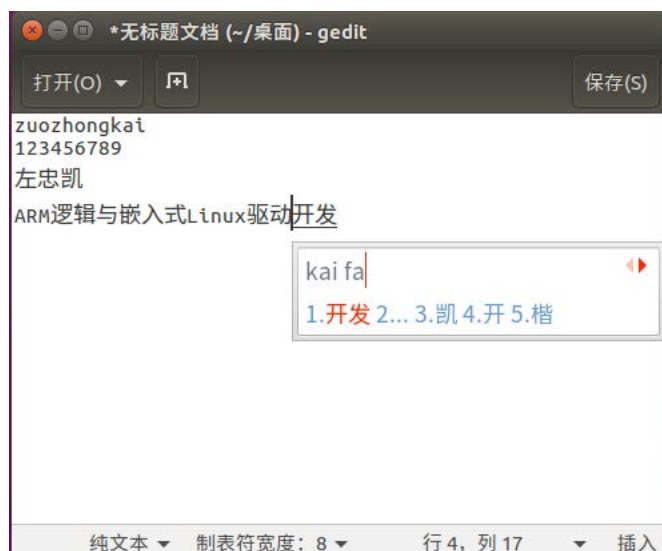 *无标题文档 (~/桌面) - gedit
打开(O)
保存(S)
zuozhongkai
123456789
左忠凯
ARM逻辑与嵌入式Linux驱动开发
kai fa
1.开发 2... 3.凯 4.开 5.楷
纯文本 制表符宽度：8 行 4，列 17 插入